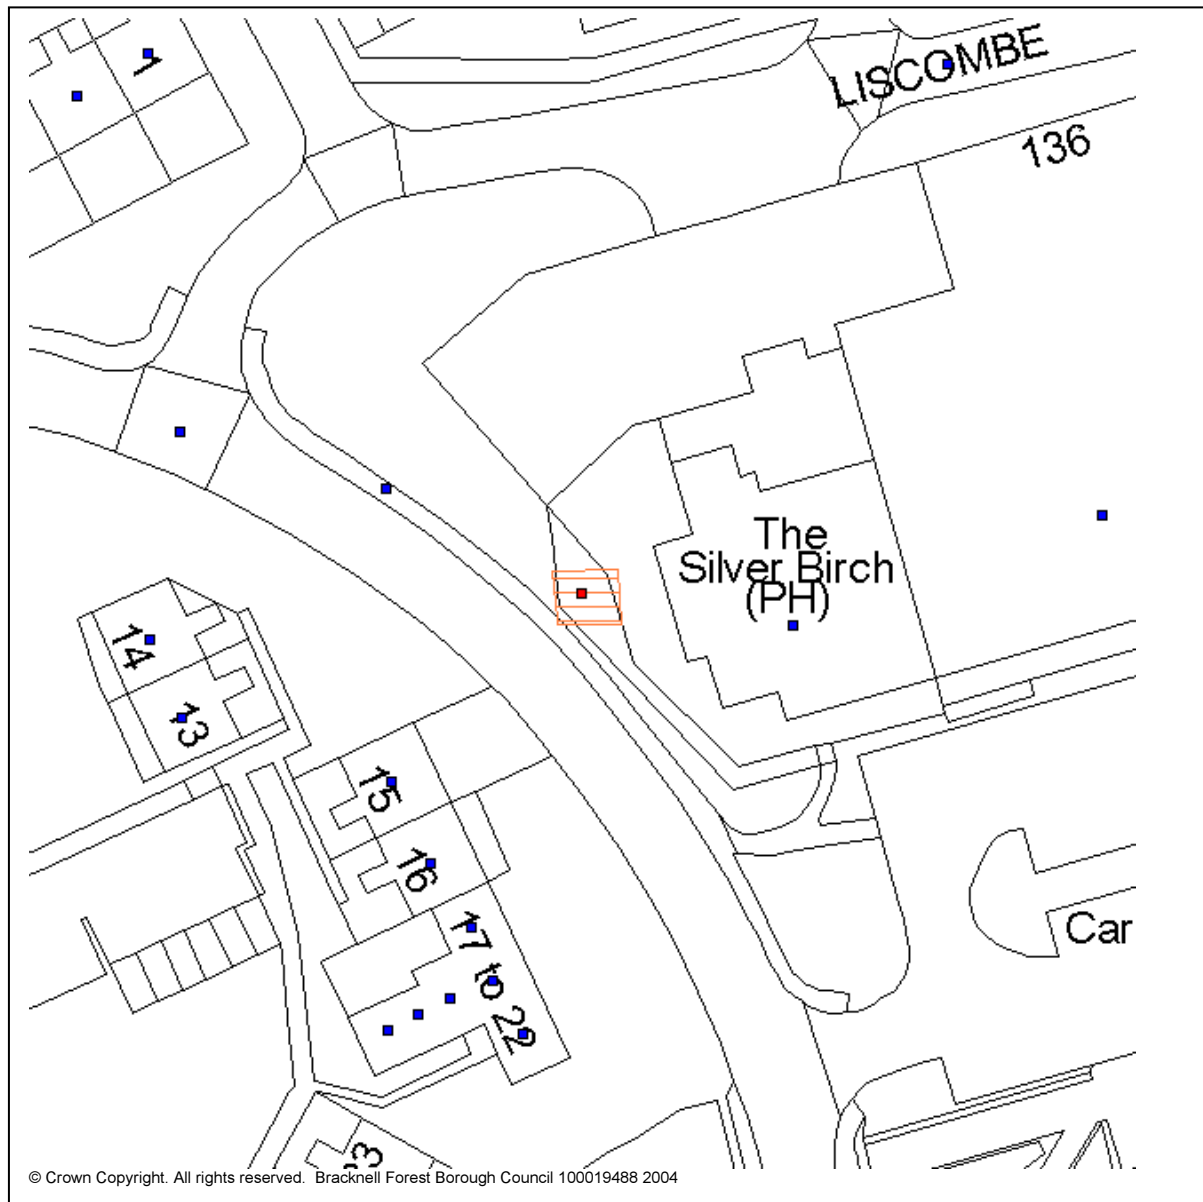 1
LISCOMBE
136
The
Silver Birch
(PH)
14
13
15
16
17 to 22
Car
© Crown Copyright. All rights reserved. Bracknell Forest Borough Council 100019488 2004